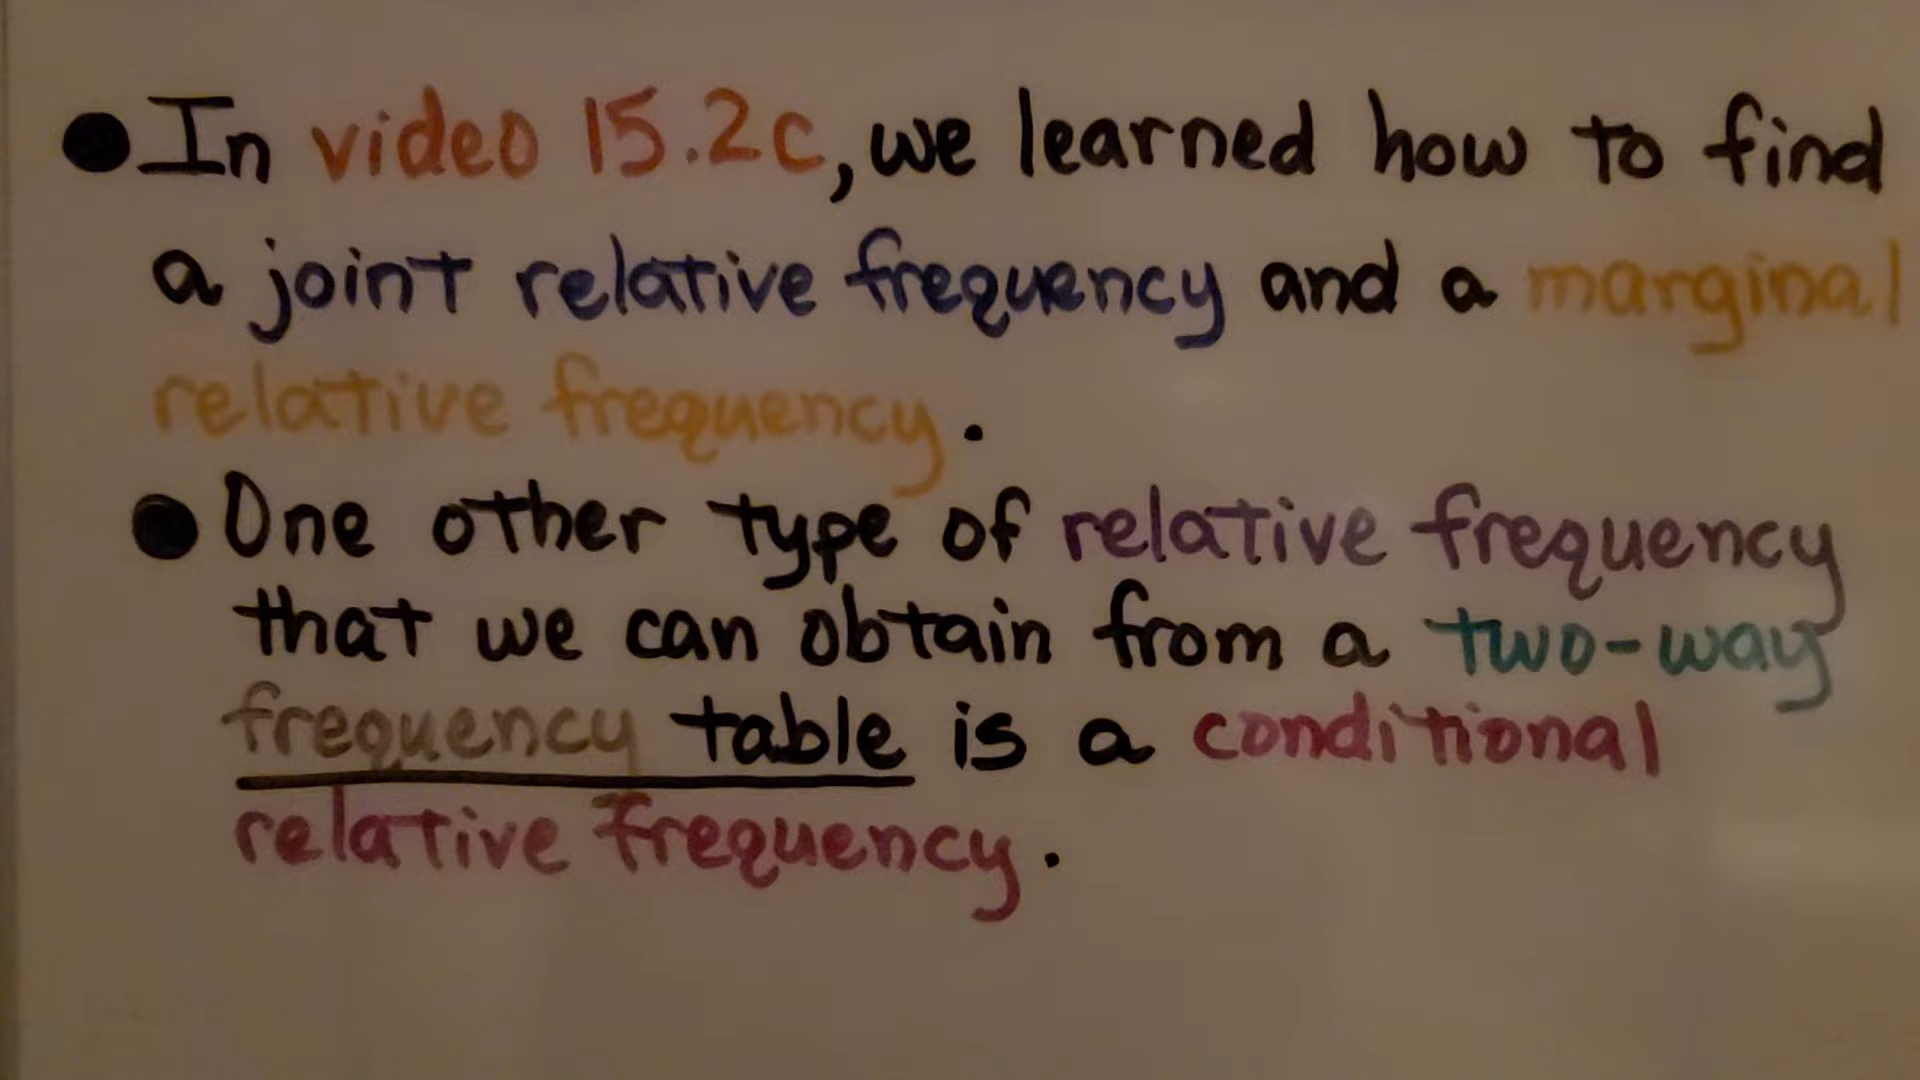 ●In video 15.2c, we learned how to find
a joint relative frequency and a marginal
relative frequency.
●One other type of relative frequency
that we can obtain from a two-way
frequency table is a conditional
relative frequency.